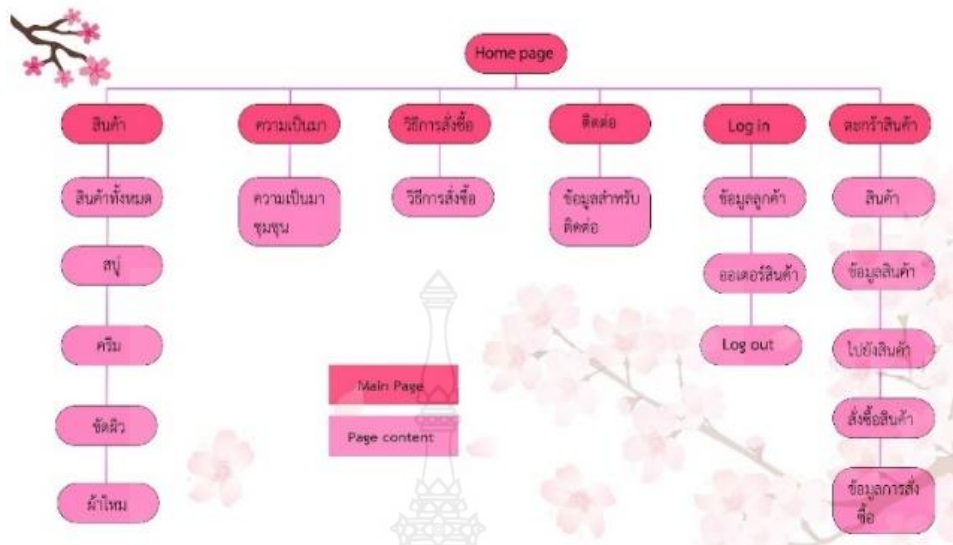 Home page
สินค้า
ความเป็นมา
วิธีการสั่งซื้อ
ติดต่อ
Log in
ตะกร้าสินค้า
สินค้าทั้งหมด
ความเป็นมา
ชุมชุน
วิธีการสั่งซื้อ
ข้อมูลสำหรับ
ติดต่อ
ข้อมูลลูกค้า
สินค้า
สบู่
ออเดอร์สินค้า
ข้อมูลสินค้า
ครีม
Log out
ไปยังสินค้า
Main Page
ขัดผิว
Page content
สั่งซื้อสินค้า
ผ้าไหม
ข้อมูลการสั่ง
ซื้อ